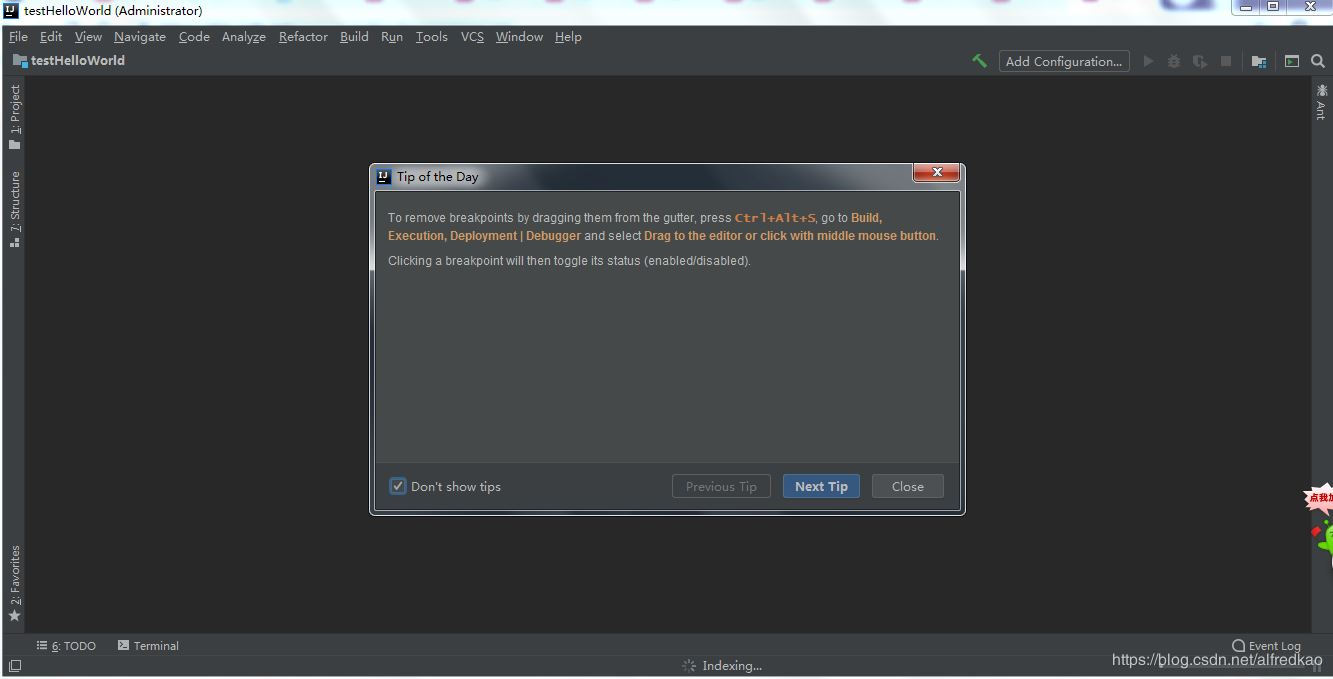 testHelloWorld (Administrator)
File Edit View Navigate Code Analyze Refactor Build Run Tools VCS Window Help
testHelloWorld
Add Configuration...
1: Project
7: Structure
2: Favorites
Ant
Tip of the Day
To remove breakpoints by dragging them from the gutter, press Ctrl+Alt+S, go to Build,
Execution, Deployment | Debugger and select Drag to the editor or click with middle mouse button.
Clicking a breakpoint will then toggle its status (enabled/disabled).
Don't show tips
Previous Tip
Next Tip
Close
点我加
6: TODO
Terminal
Event Log
Indexing...
https://blog.csdn.net/alfredkao